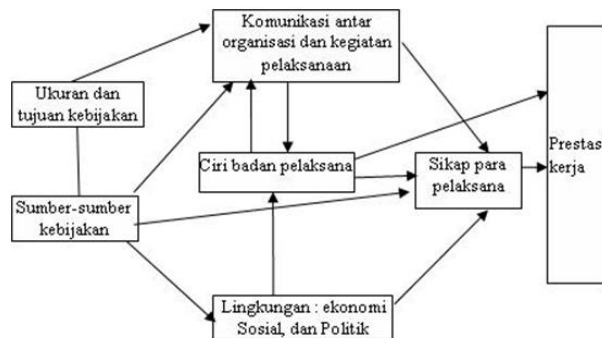 Komunikasi antar
organisasi dan kegiatan
pelaksanaan
Ukuran dan
tujuan kebijakan
Ciri badan pelaksana
Sikap para
pelaksana
Prestas
kerja
Sumber-sumber
kebijakan
Lingkungan : ekonomi
Sosial, dan Politik